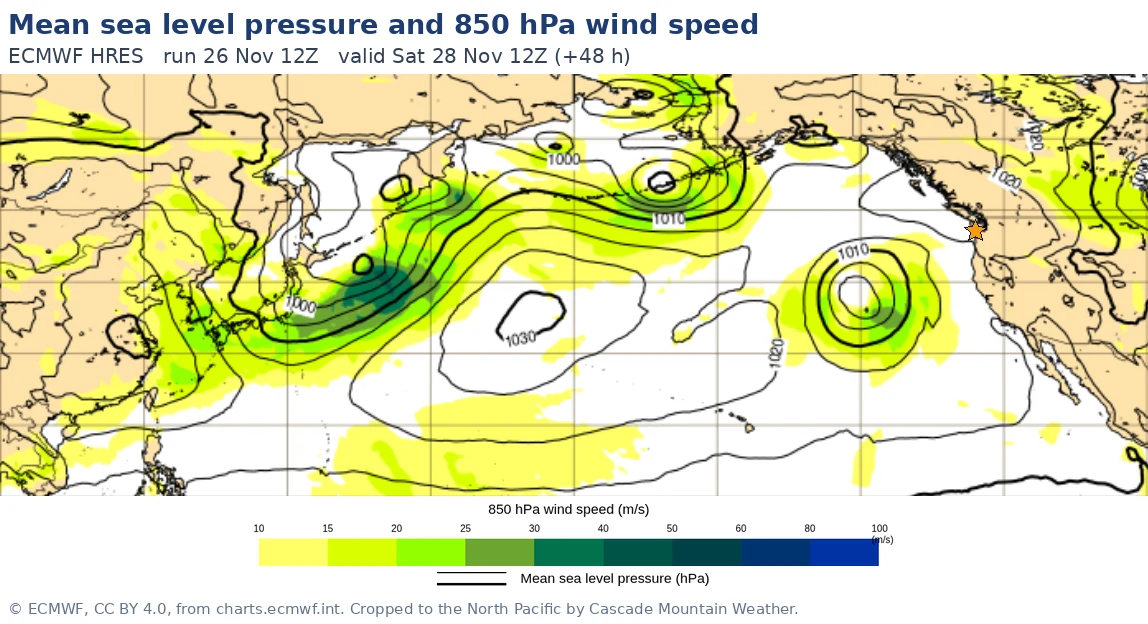 Mean sea level pressure and 850 hPa wind speed
ECMWF HRES run 26 Nov 12Z valid Sat 28 Nov 12Z (+48 h)
1020
1000
1020
1010
1010
1000
1030
1020
850 hPa wind speed (m/s)
10 15 20 25 30 40 50 60 80 100
(m/s)
Mean sea level pressure (hPa)
© ECMWF, CC BY 4.0, from charts.ecmwf.int. Cropped to the North Pacific by Cascade Mountain Weather.